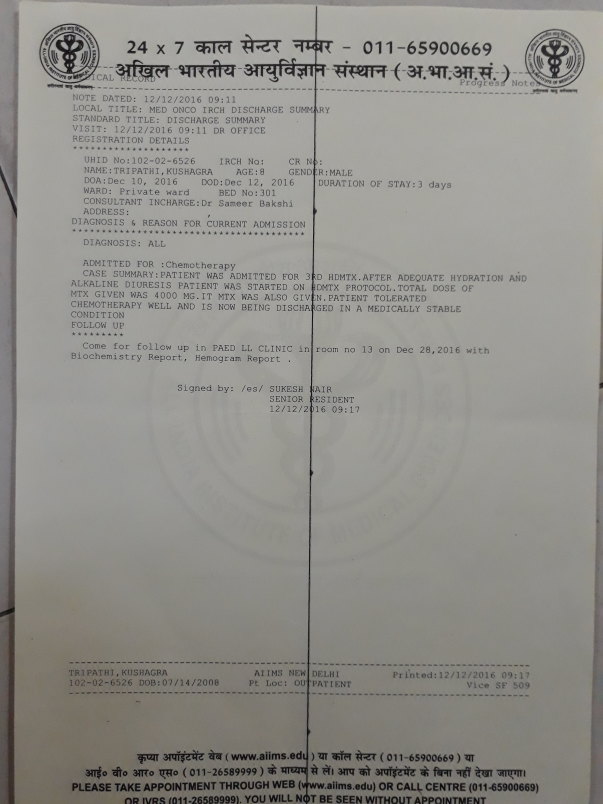 24 x 7 काल सेन्टर नम्बर - 011-65900669
अखिल भारतीय आयुर्विज्ञान संस्थान ( अ.भा.आ.सं. )
MEDICAL RECORD Progress Notes
NOTE DATED: 12/12/2016 09:11
LOCAL TITLE: MED ONCO IRCH DISCHARGE SUMMARY
STANDARD TITLE: DISCHARGE SUMMARY
VISIT: 12/12/2016 09:11 DR OFFICE
REGISTRATION DETAILS
*********************
UHID No:102-02-6526 IRCH No: CR No:
NAME:TRIPATHI,KUSHAGRA AGE:8 GENDER:MALE
DOA:Dec 10, 2016 DOD:Dec 12, 2016 DURATION OF STAY:3 days
WARD: Private ward BED No:301
CONSULTANT INCHARGE:Dr Sameer Bakshi
ADDRESS: ,
DIAGNOSIS & REASON FOR CURRENT ADMISSION
****************************************
DIAGNOSIS: ALL
ADMITTED FOR :Chemotherapy
CASE SUMMARY:PATIENT WAS ADMITTED FOR 3RD HDMTX.AFTER ADEQUATE HYDRATION AND
ALKALINE DIURESIS PATIENT WAS STARTED ON HDMTX PROTOCOL.TOTAL DOSE OF
MTX GIVEN WAS 4000 MG.IT MTX WAS ALSO GIVEN.PATIENT TOLERATED
CHEMOTHERAPY WELL AND IS NOW BEING DISCHARGED IN A MEDICALLY STABLE
CONDITION
FOLLOW UP
*********
Come for follow up in PAED LL CLINIC in room no 13 on Dec 28,2016 with
Biochemistry Report, Hemogram Report .
Signed by: /es/ SUKESH NAIR
SENIOR RESIDENT
12/12/2016 09:17
TRIPATHI,KUSHAGRA AIIMS NEW DELHI Printed:12/12/2016 09:17
102-02-6526 DOB:07/14/2008 Pt Loc: OUTPATIENT Vice SF 509
कृप्या अपॉइंटमेंट वेब ( www.aiims.edu ) या कॉल सेन्टर ( 011-65900669 ) या
आई० वी० आर० एस० ( 011-26589999 ) के माध्यम से लें। आप को अपॉइंटमेंट के बिना नहीं देखा जाएगा।
PLEASE TAKE APPOINTMENT THROUGH WEB (www.aiims.edu) OR CALL CENTRE (011-65900669)
OR IVRS (011-26589999). YOU WILL NOT BE SEEN WITHOUT APPOINTMENT